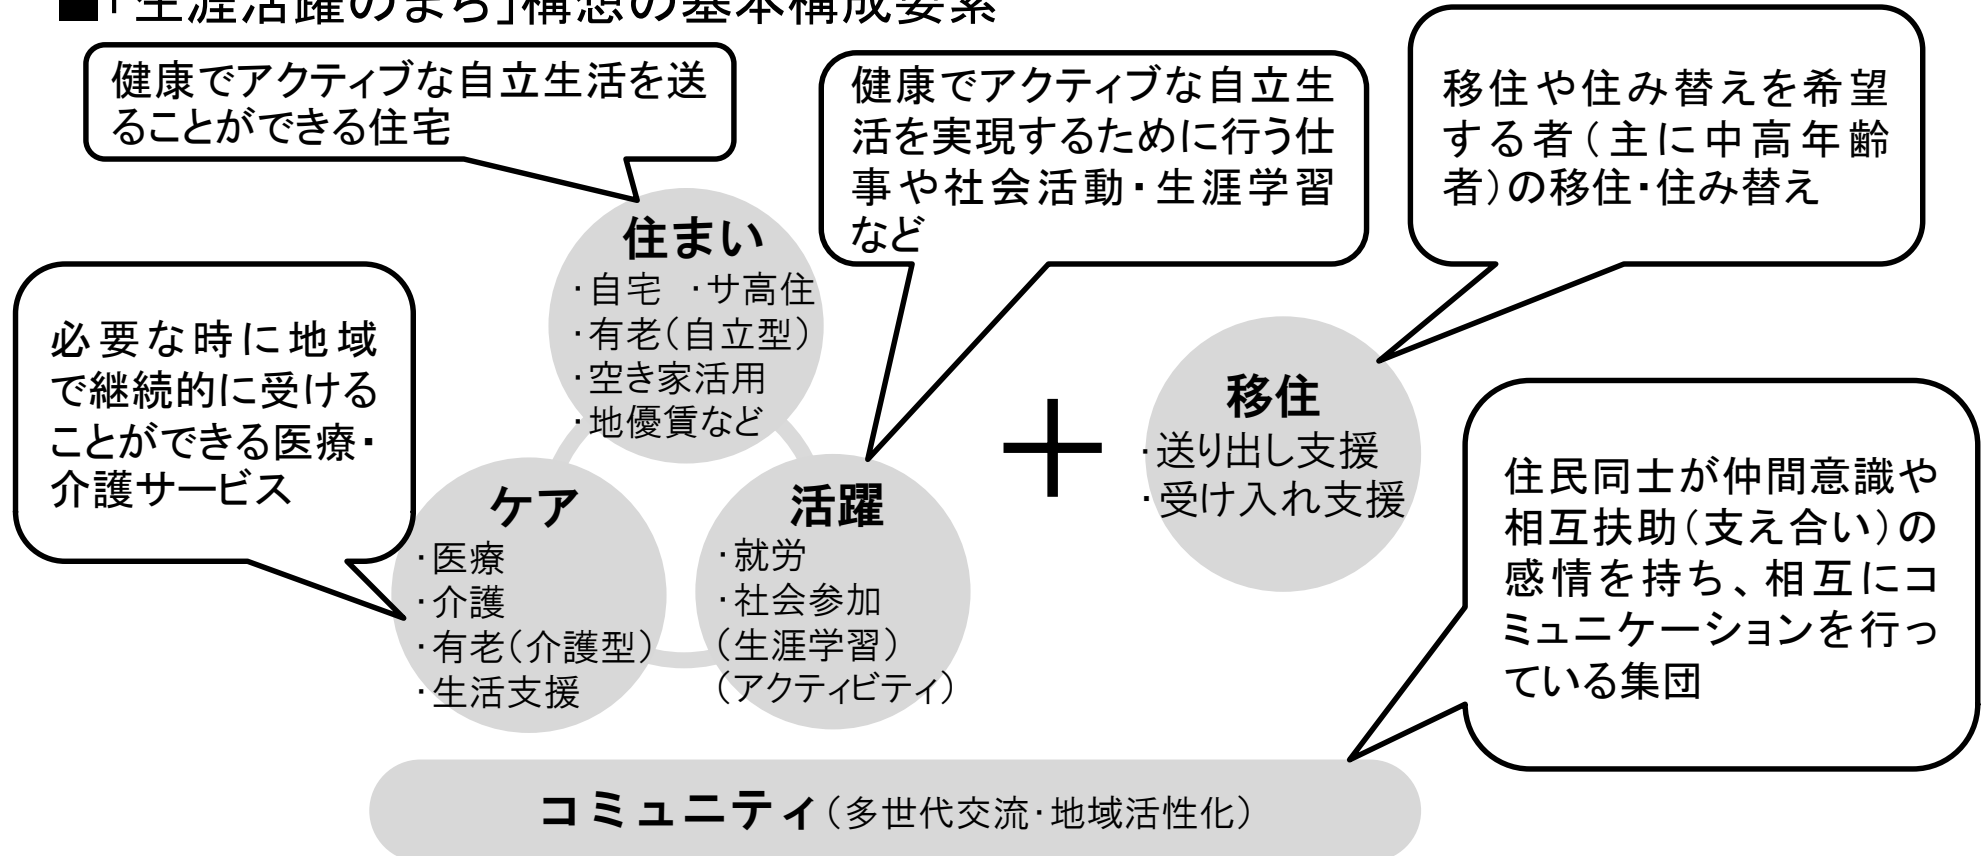 ■「生涯活躍のまち」構想の基本構成要素
健康でアクティブな自立生活を送
ることができる住宅
健康でアクティブな自立生
活を実現するために行う仕
事や社会活動・生涯学習
など
移住や住み替えを希望
する者(主に中高年齢
者)の移住・住み替え
住まい
・自宅 ・サ高住
・有老(自立型)
・空き家活用
・地優賃など
必要な時に地域
で継続的に受ける
ことができる医療・
介護サービス
ケア
・医療
・介護
・有老(介護型)
・生活支援
活躍
・就労
・社会参加
(生涯学習)
(アクティビティ)
＋
移住
・送り出し支援
・受け入れ支援
住民同士が仲間意識や
相互扶助(支え合い)の
感情を持ち、相互にコ
ミュニケーションを行っ
ている集団
コミュニティ(多世代交流・地域活性化)